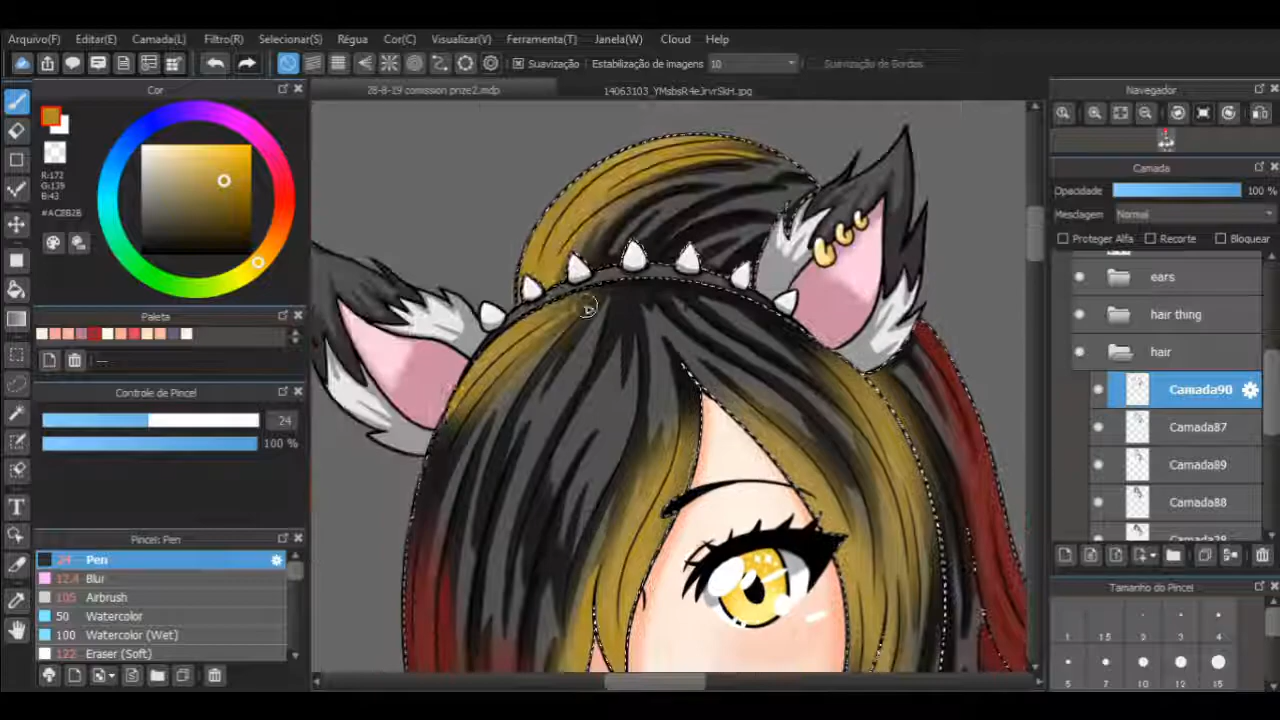 Arquivo(F) Editar(E) Camada(L) Filtro(R) Selecionar(S) Régua Cor(C) Visualizar(V) Ferramenta(T) Janela(W) Cloud Help
Suavização Estabilização de imagens 10 Suavização de Bordas
Cor
28-8-19 comssion prize2.mdp
Navegador
R:172
G:139
B:43
#AC8B2B
Camada
Opacidade 100 %
Mesclagem Normal
Proteger Alfa Recorte Bloquear
ears
hair thing
hair
Camada90
Camada87
Camada89
Camada88
Paleta
--
Controle de Pincel
24
100 %
Pincel: Pen
24 Pen
12.4 Blur
105 Airbrush
50 Watercolor
100 Watercolor (Wet)
122 Eraser (Soft)
Tamanho do Pincel
1 1.5 2 3 4
5 7 10 12 15